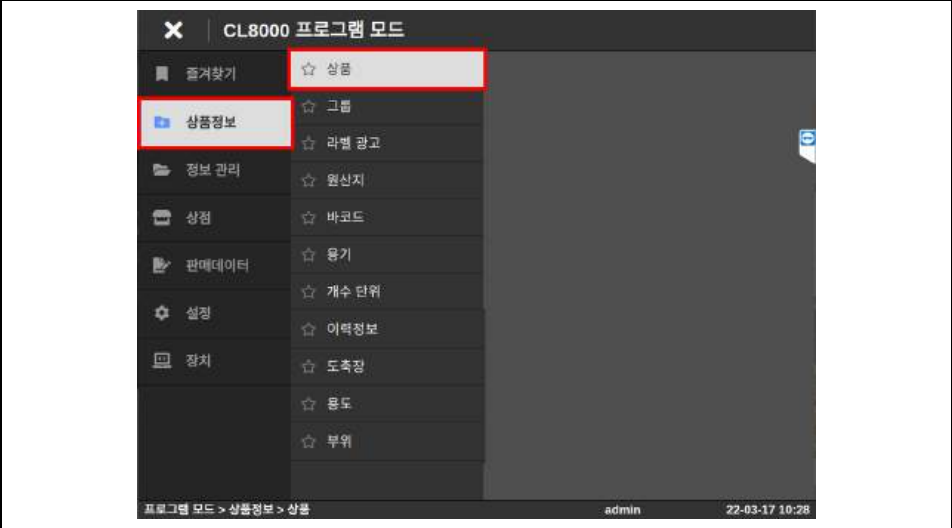 CL8000 프로그램 모드
즐겨찾기
상품정보
정보 관리
상점
판매데이터
설정
장치
상품
그룹
라벨 광고
원산지
바코드
용기
개수 단위
이력정보
도축장
용도
부위
프로그램 모드 > 상품정보 > 상품 admin 22-03-17 10:28